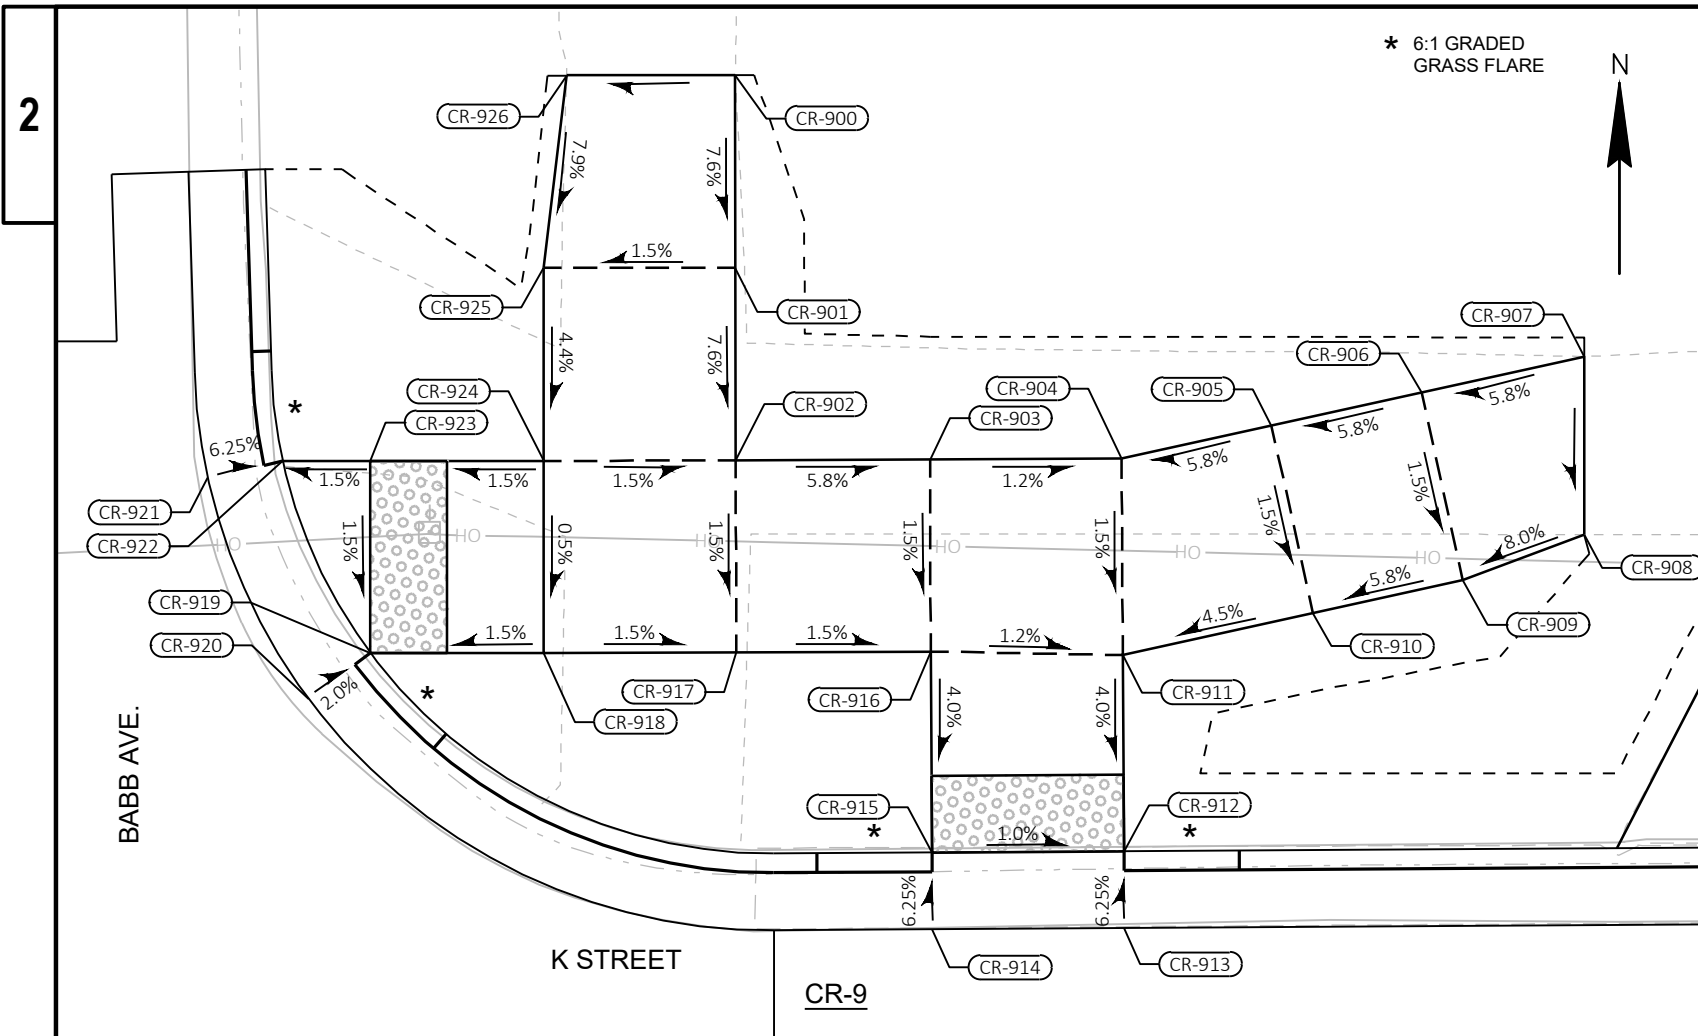 2
* 6:1 GRADED
GRASS FLARE
N
CR-926
CR-900
7.9%
7.6%
1.5%
CR-925
CR-901
CR-907
4.4%
7.6%
CR-906
CR-924
CR-904
CR-905
5.8%
*
CR-923
CR-902
CR-903
5.8%
6.25%
5.8%
1.5%
1.5%
1.5%
5.8%
1.2%
1.5%
CR-921
1.5%
0.5%
1.5%
1.5%
1.5%
1.5%
8.0%
CR-922
HO
HO
HO
HO
HO
HO
CR-908
CR-919
5.8%
4.5%
CR-909
CR-920
1.5%
1.5%
1.5%
1.2%
CR-910
2.0%
*
CR-917
CR-916
4.0%
4.0%
CR-911
CR-918
BABB AVE.
CR-915
CR-912
*
1.0%
*
6.25%
6.25%
K STREET
CR-914
CR-913
CR-9